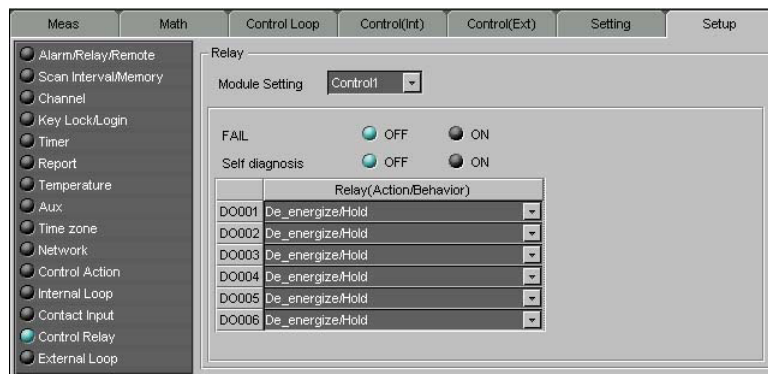 Meas Math Control Loop Control(Int) Control(Ext) Setting Setup
Alarm/Relay/Remote
Scan Interval/Memory
Channel
Key Lock/Login
Timer
Report
Temperature
Aux
Time zone
Network
Control Action
Internal Loop
Contact Input
Control Relay
External Loop
Relay
Module Setting Control1
FAIL OFF ON
Self diagnosis OFF ON
Relay(Action/Behavior)
DO001 De_energize/Hold
DO002 De_energize/Hold
DO003 De_energize/Hold
DO004 De_energize/Hold
DO005 De_energize/Hold
DO006 De_energize/Hold